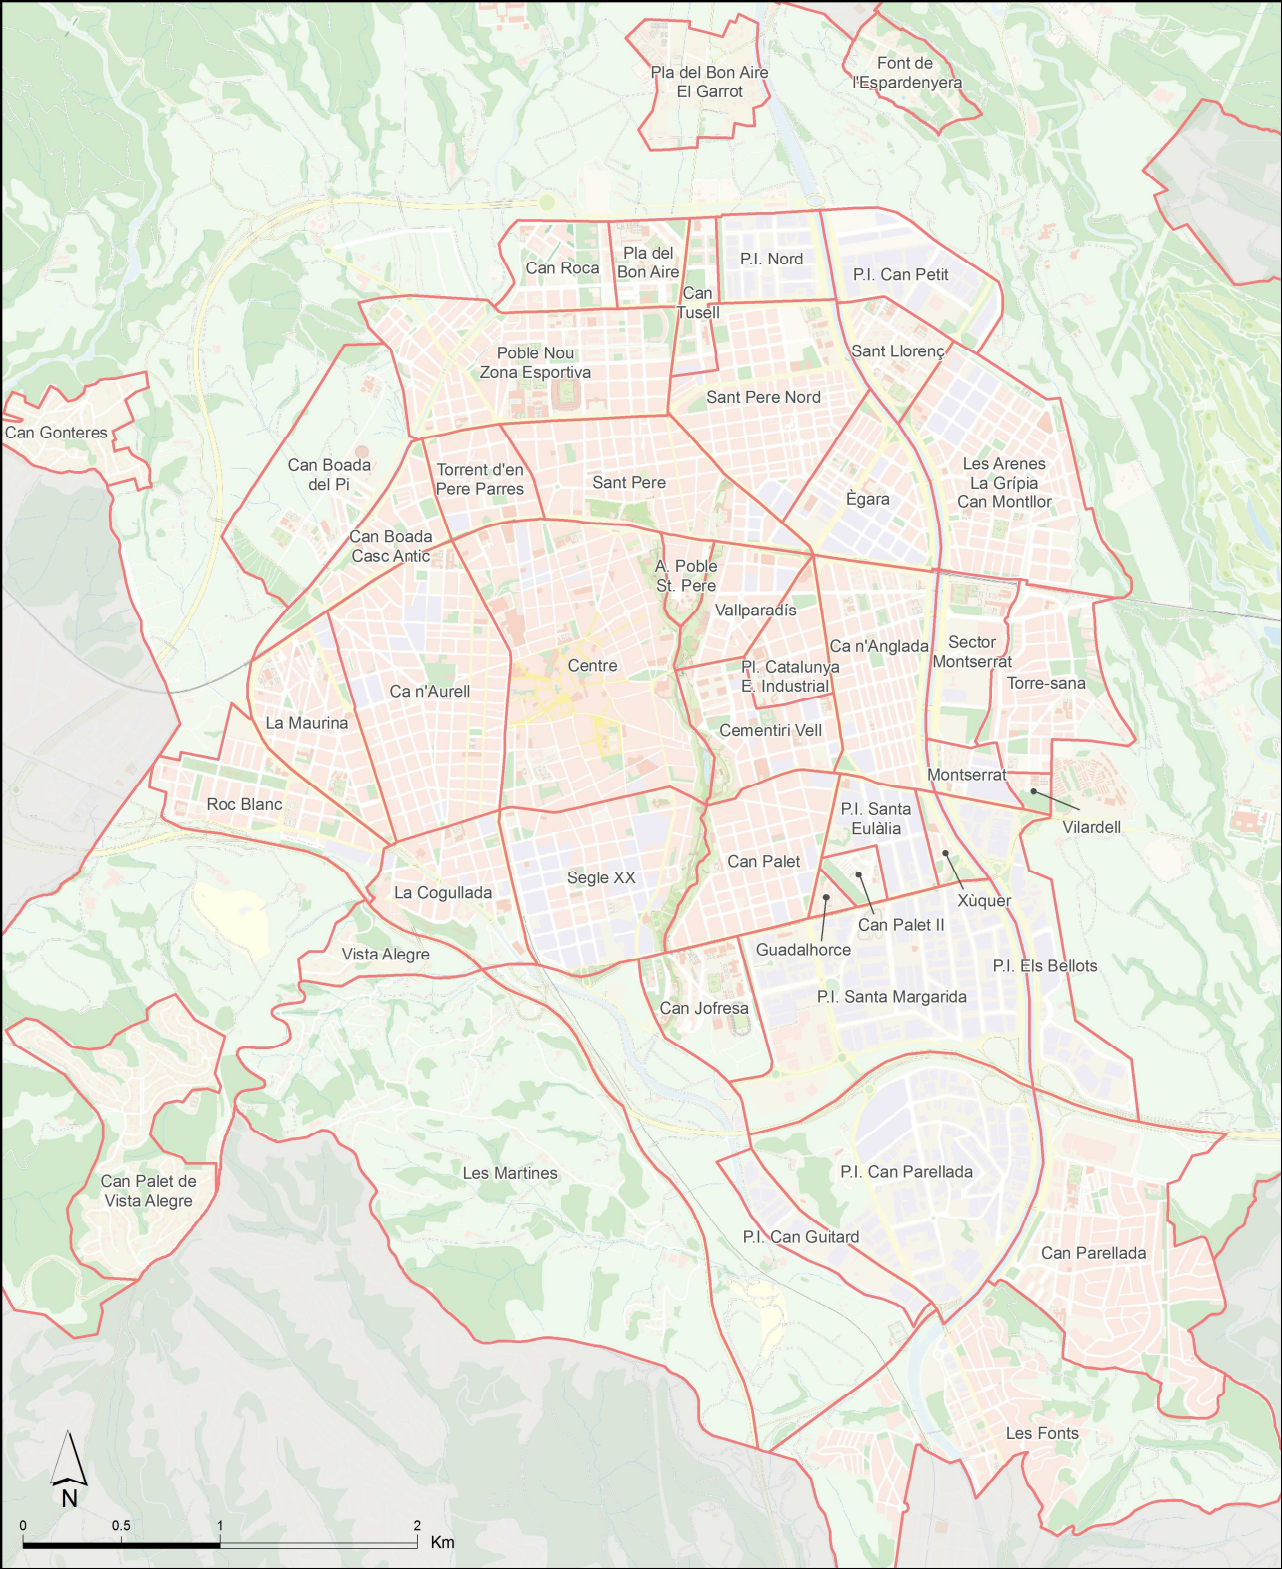 Pla del Bon Aire
El Garrot
Font de
l'Espardenyera
Can Roca
Pla del
Bon Aire
P.I. Nord
P.I. Can Petit
Can
Tusell
Poble Nou
Zona Esportiva
Sant Llorenç
Sant Pere Nord
Can Gonteres
Can Boada
del Pi
Torrent d'en
Pere Parres
Sant Pere
Les Arenes
La Grípia
Can Montllor
Ègara
Can Boada
Casc Antic
A. Poble
St. Pere
Vallparadís
Centre
Pl. Catalunya
E. Industrial
Ca n'Anglada
Sector
Montserrat
Torre-sana
Ca n'Aurell
La Maurina
Cementiri Vell
Montserrat
Roc Blanc
P.I. Santa
Eulàlia
Vilardell
Can Palet
Segle XX
La Cogullada
Xúquer
Can Palet II
Guadalhorce
Vista Alegre
P.I. Els Bellots
P.I. Santa Margarida
Can Jofresa
Les Martines
P.I. Can Parellada
Can Palet de
Vista Alegre
P.I. Can Guitard
Can Parellada
Les Fonts
N
0 0.5 1 2
Km